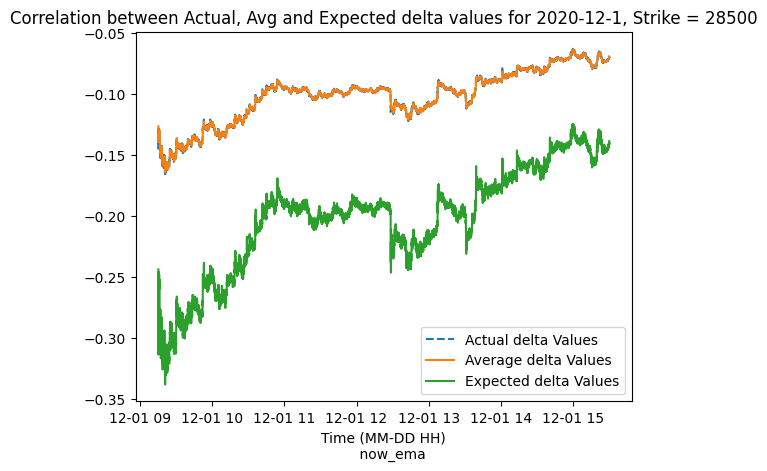 Correlation between Actual, Avg and Expected delta values for 2020-12-1, Strike = 28500
−0.05
−0.10
−0.15
−0.20
−0.25
−0.30
−0.35
Actual delta Values
Average delta Values
Expected delta Values
12-01 09 12-01 10 12-01 11 12-01 12 12-01 13 12-01 14 12-01 15
Time (MM-DD HH)
now_ema